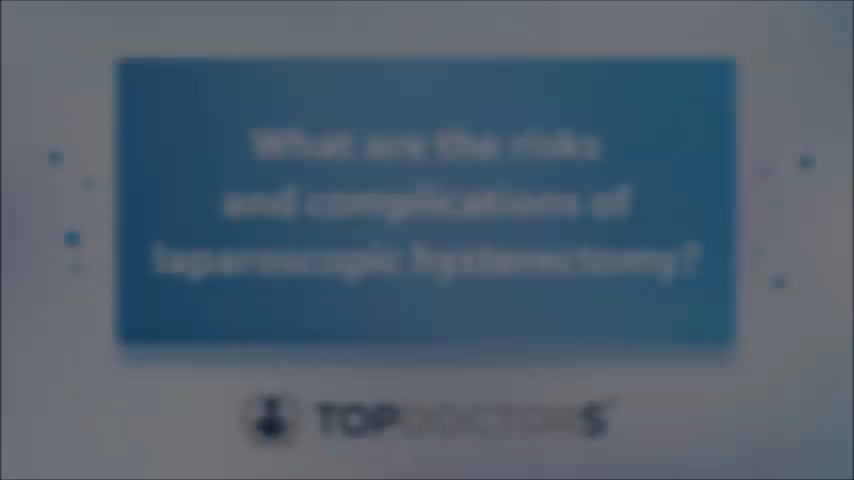 What are the risks
and complications of
laparoscopic hysterectomy?
TOPDOCTORS